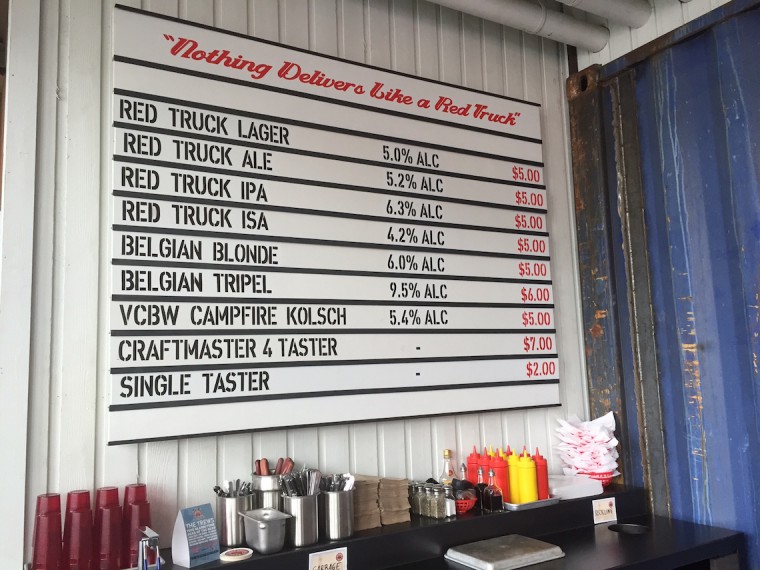 "Nothing Delivers Like a Red Truck"
RED TRUCK LAGER 5.0% ALC $5.00
RED TRUCK ALE 5.2% ALC $5.00
RED TRUCK IPA 6.3% ALC $5.00
RED TRUCK ISA 4.2% ALC $5.00
BELGIAN BLONDE 6.0% ALC $5.00
BELGIAN TRIPEL 9.5% ALC $6.00
VCBW CAMPFIRE KOLSCH 5.4% ALC $5.00
CRAFTMASTER 4 TASTER - $7.00
SINGLE TASTER - $2.00
THE TREWS
GARBAGE